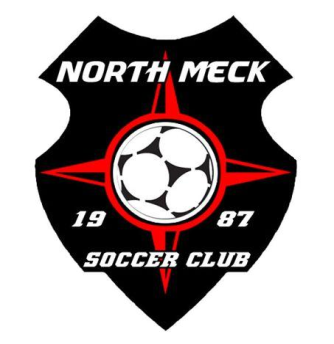 NORTH MECK
19 87
SOCCER CLUB